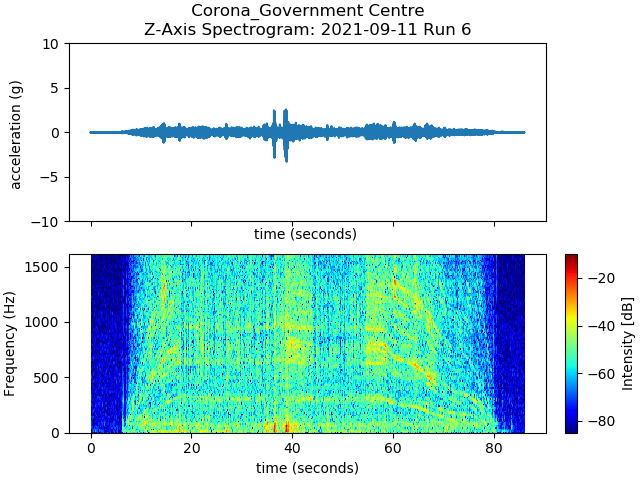 Corona_Government Centre
Z-Axis Spectrogram: 2021-09-11 Run 6
10
5
0
−5
−10
acceleration (g)
time (seconds)
1500
1000
500
0
Frequency (Hz)
0 20 40 60 80
time (seconds)
−20
−40
−60
−80
Intensity [dB]